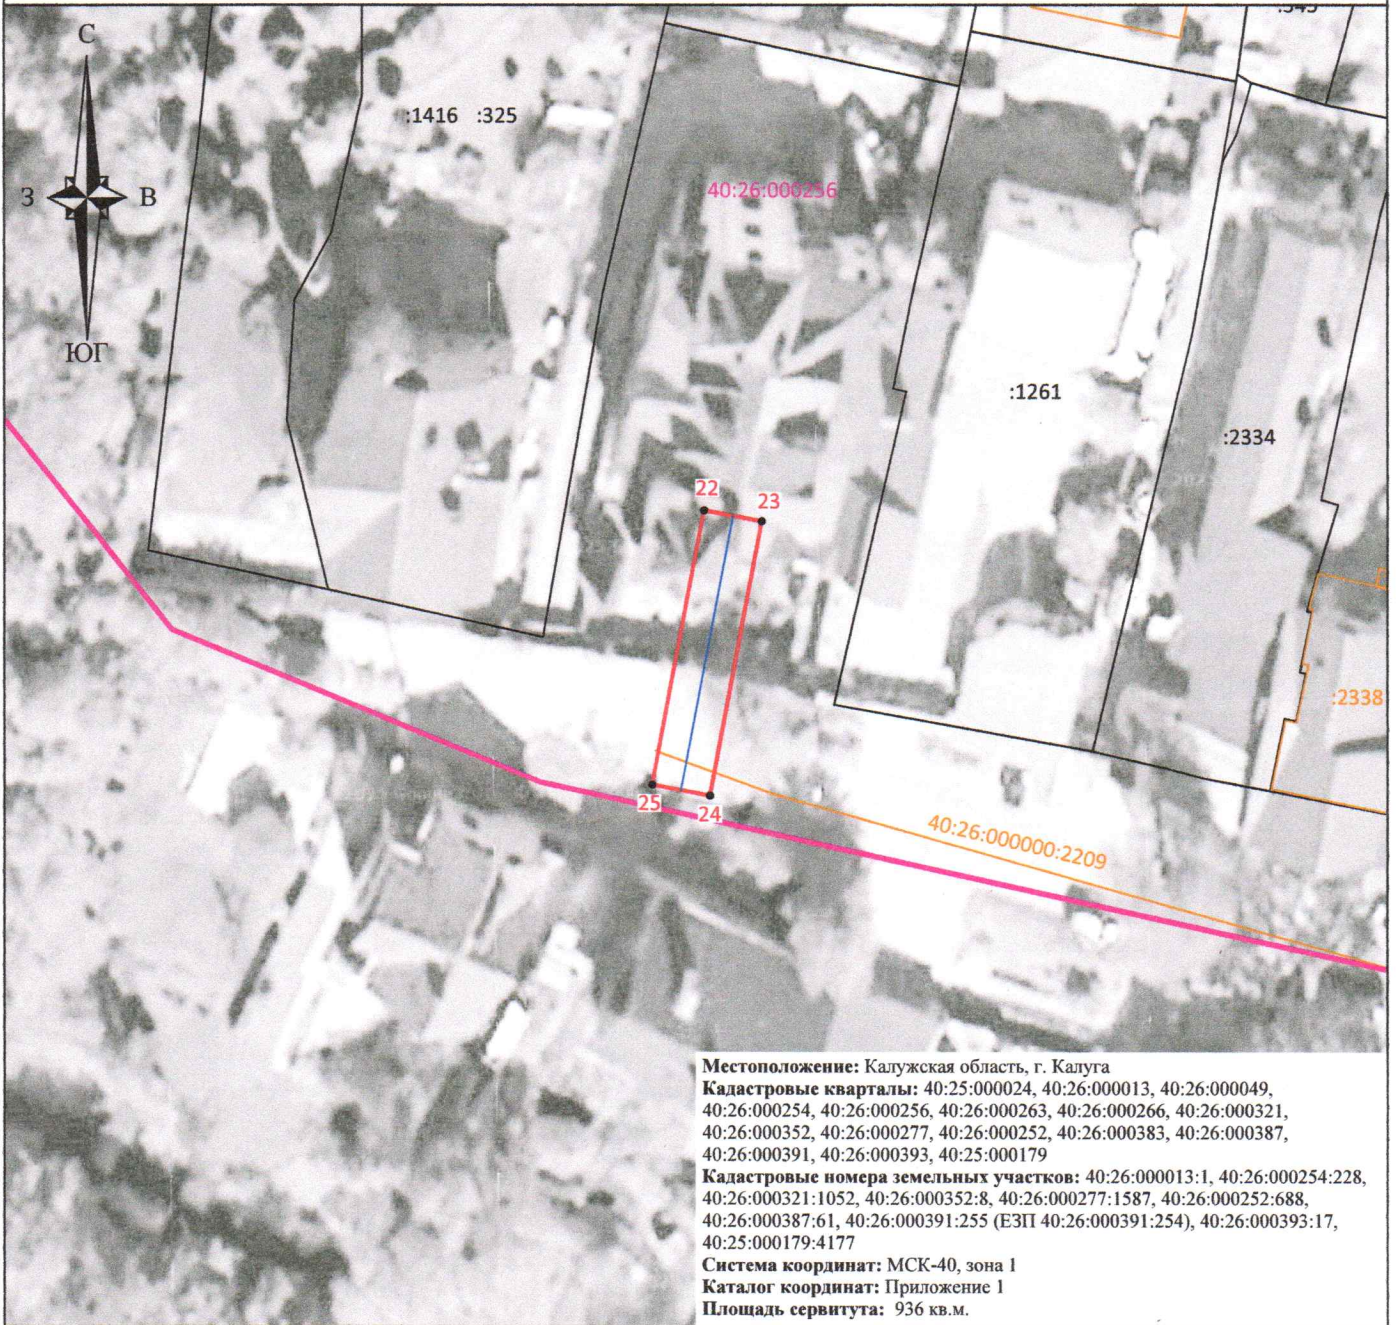 С
З
В
ЮГ
:1416 :325
40:26:000256
:1261
:2334
22
23
:2338
25
24
40:26:000000:2209
Местоположение: Калужская область, г. Калуга
Кадастровые кварталы: 40:25:000024, 40:26:000013, 40:26:000049,
40:26:000254, 40:26:000256, 40:26:000263, 40:26:000266, 40:26:000321,
40:26:000352, 40:26:000277, 40:26:000252, 40:26:000383, 40:26:000387,
40:26:000391, 40:26:000393, 40:25:000179
Кадастровые номера земельных участков: 40:26:000013:1, 40:26:000254:228,
40:26:000321:1052, 40:26:000352:8, 40:26:000277:1587, 40:26:000252:688,
40:26:000387:61, 40:26:000391:255 (ЕЗП 40:26:000391:254), 40:26:000393:17,
40:25:000179:4177
Система координат: МСК-40, зона 1
Каталог координат: Приложение 1
Площадь сервитута: 936 кв.м.